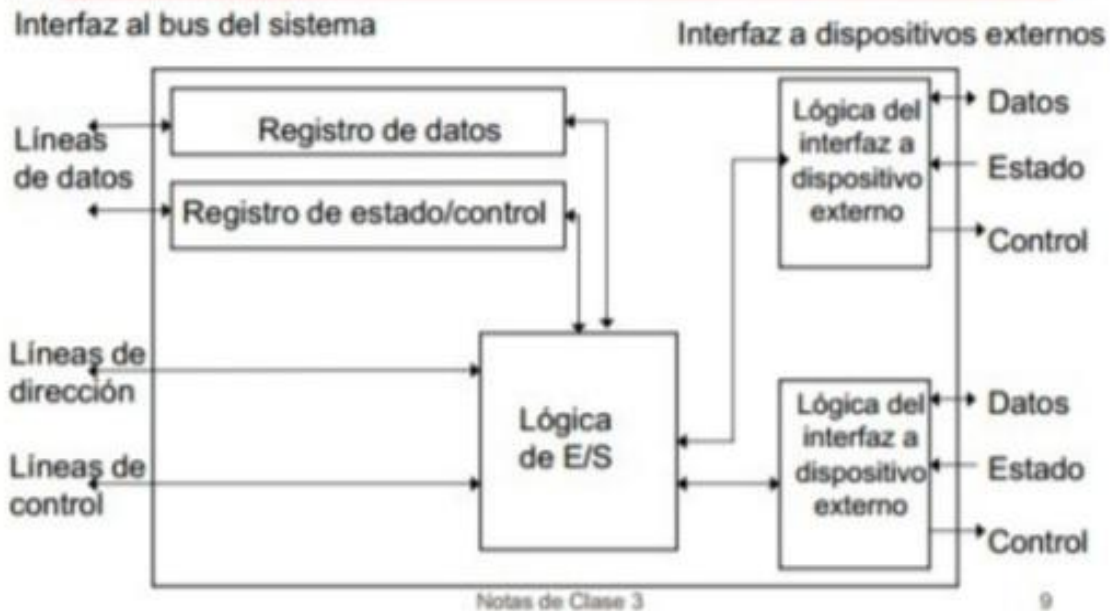 Interfaz al bus del sistema
Interfaz a dispositivos externos
Líneas
de datos
Registro de datos
Registro de estado/control
Líneas de
dirección
Líneas de
control
Lógica
de E/S
Lógica del
interfaz a
dispositivo
externo
Datos
Estado
Control
Lógica del
interfaz a
dispositivo
externo
Datos
Estado
Control
Notas de Clase 3
9